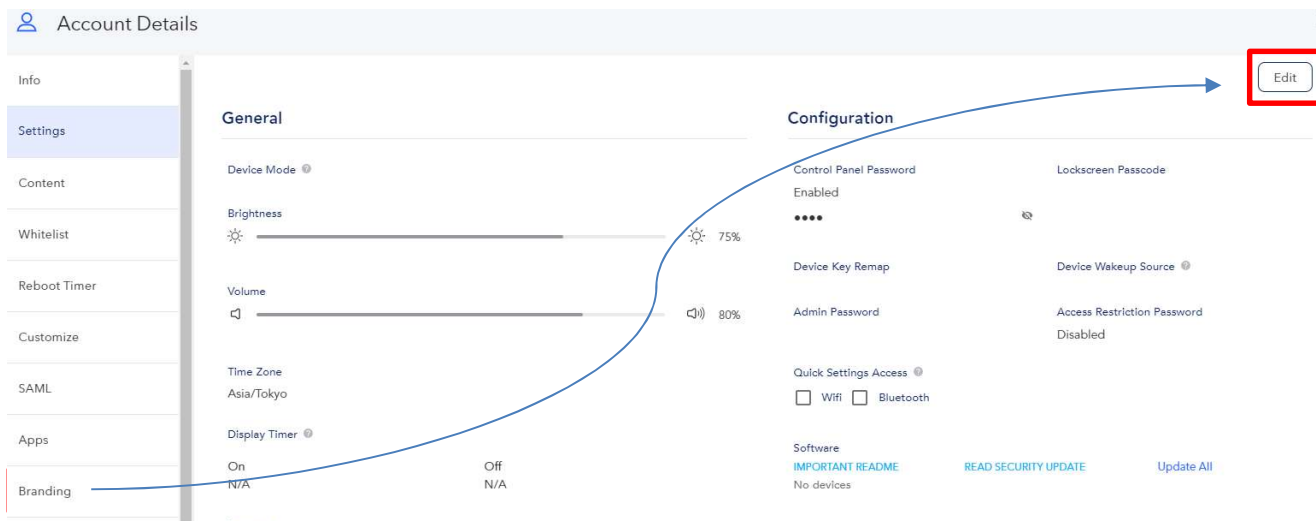 Account Details
Info
Settings
Content
Whitelist
Reboot Timer
Customize
SAML
Apps
Branding
Edit
General
Device Mode
Brightness
75%
Volume
80%
Time Zone
Asia/Tokyo
Display Timer
On Off
N/A N/A
Configuration
Control Panel Password Lockscreen Passcode
Enabled
••••
Device Key Remap Device Wakeup Source
Admin Password Access Restriction Password
Disabled
Quick Settings Access
Wifi Bluetooth
Software
IMPORTANT README READ SECURITY UPDATE Update All
No devices